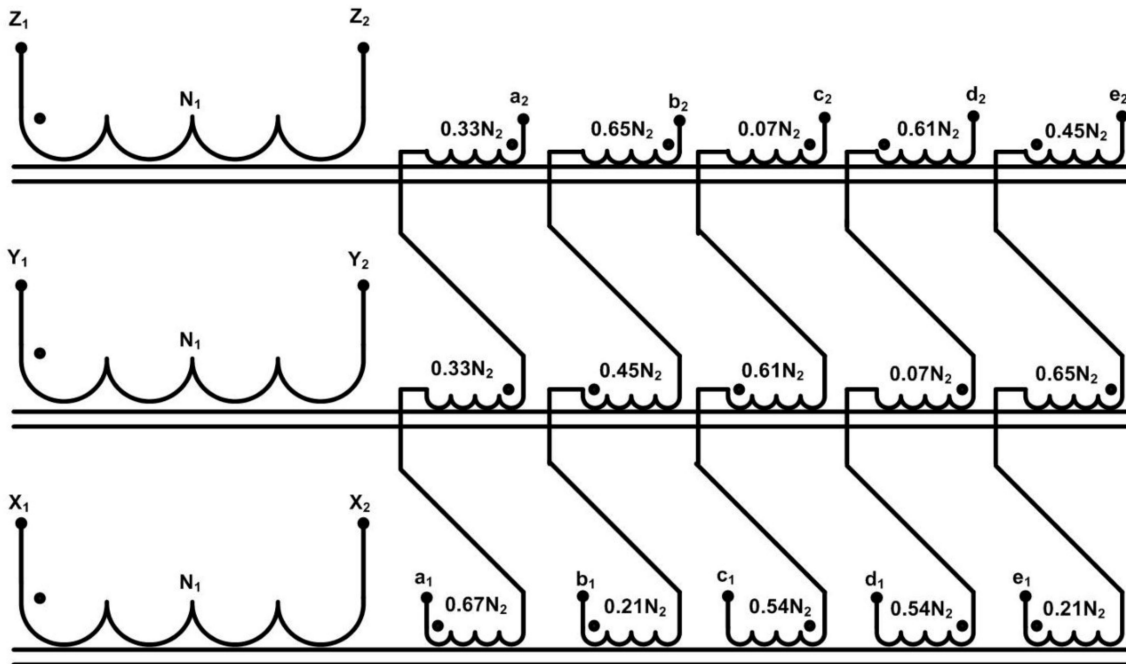 Z₁ Z₂
N₁ a₂ b₂ c₂ d₂ e₂
0.33N₂ 0.65N₂ 0.07N₂ 0.61N₂ 0.45N₂
Y₁ Y₂
N₁
0.33N₂ 0.45N₂ 0.61N₂ 0.07N₂ 0.65N₂
X₁ X₂
N₁ a₁ b₁ c₁ d₁ e₁
0.67N₂ 0.21N₂ 0.54N₂ 0.54N₂ 0.21N₂